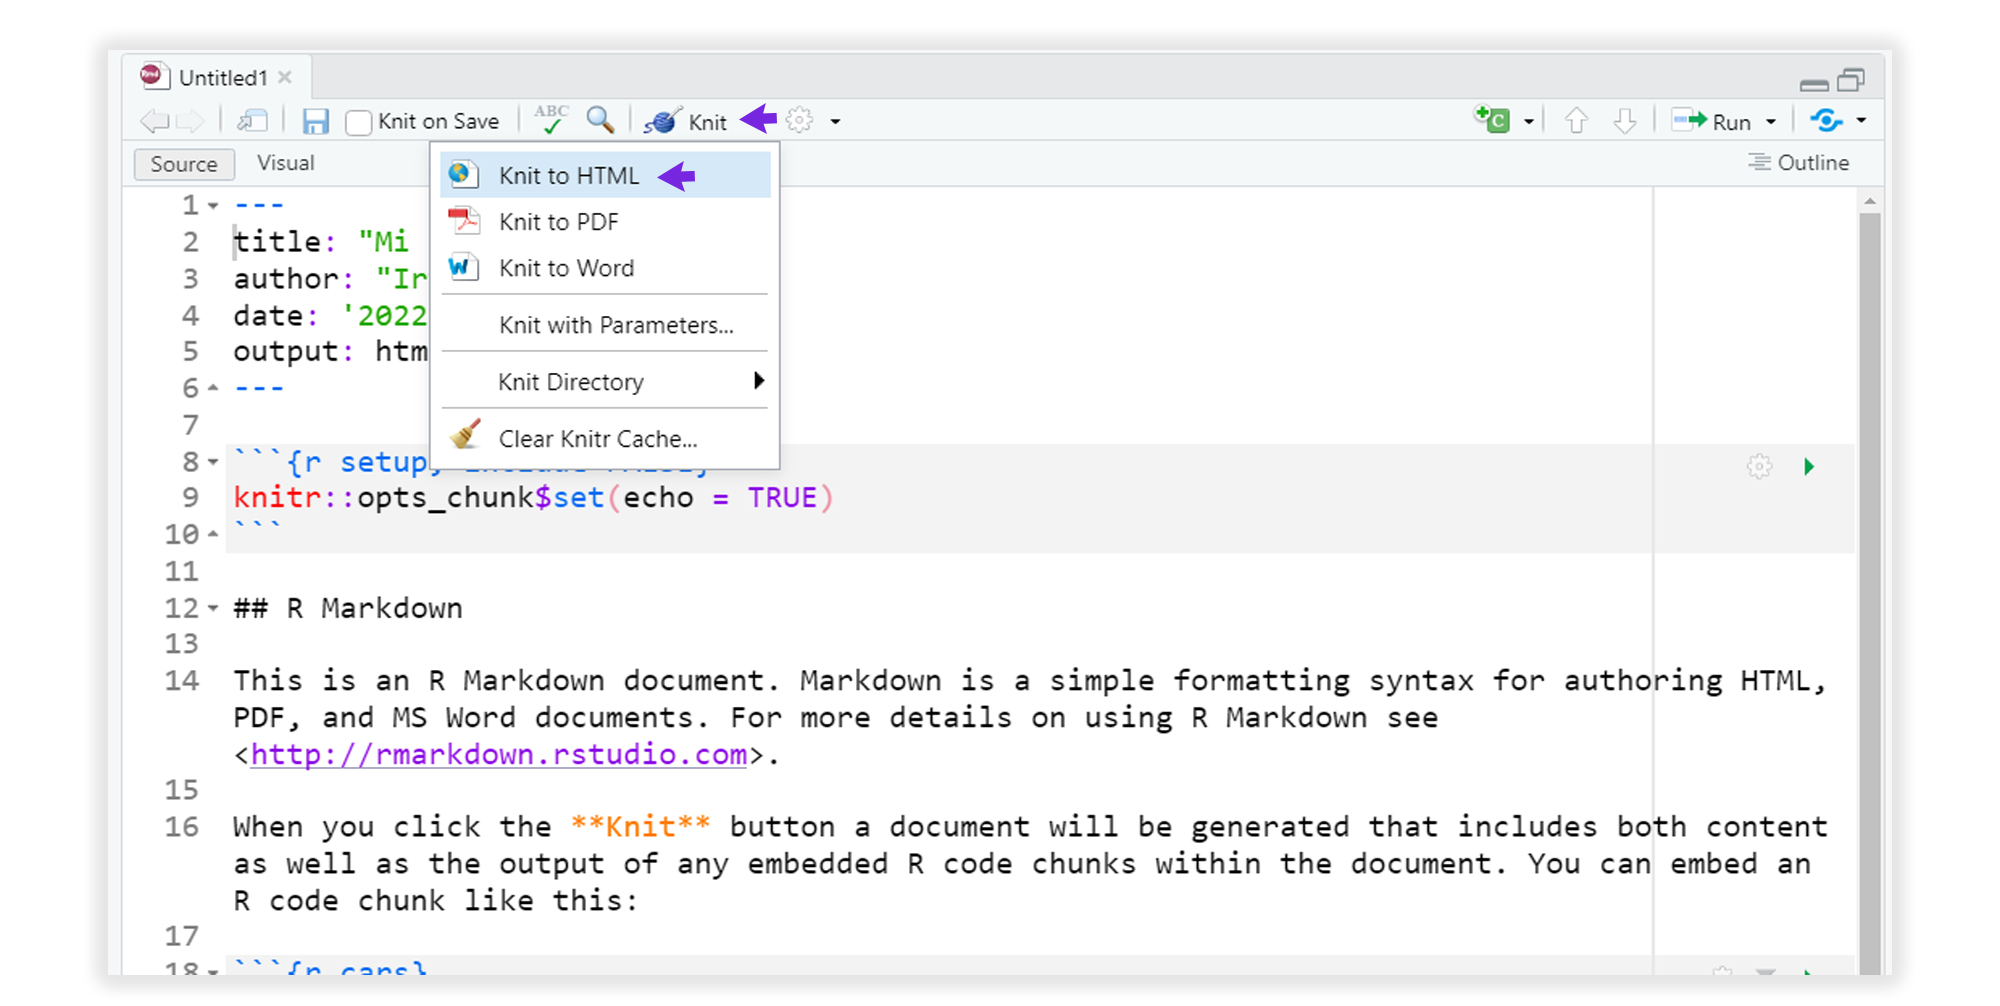 Untitled1
Knit on Save ABC Knit Run
Source Visual Outline
Knit to HTML
Knit to PDF
Knit to Word
Knit with Parameters...
Knit Directory
Clear Knitr Cache...
1 ---
2 title: "Mi
3 author: "Ir
4 date: '2022
5 output: htm
6 ---
7
8 ```{r setup,
9 knitr::opts_chunk$set(echo = TRUE)
10 ```
11
12 ## R Markdown
13
14 This is an R Markdown document. Markdown is a simple formatting syntax for authoring HTML,
PDF, and MS Word documents. For more details on using R Markdown see
<http://rmarkdown.rstudio.com>.
15
16 When you click the **Knit** button a document will be generated that includes both content
as well as the output of any embedded R code chunks within the document. You can embed an
R code chunk like this:
17
18 ```{r cars}